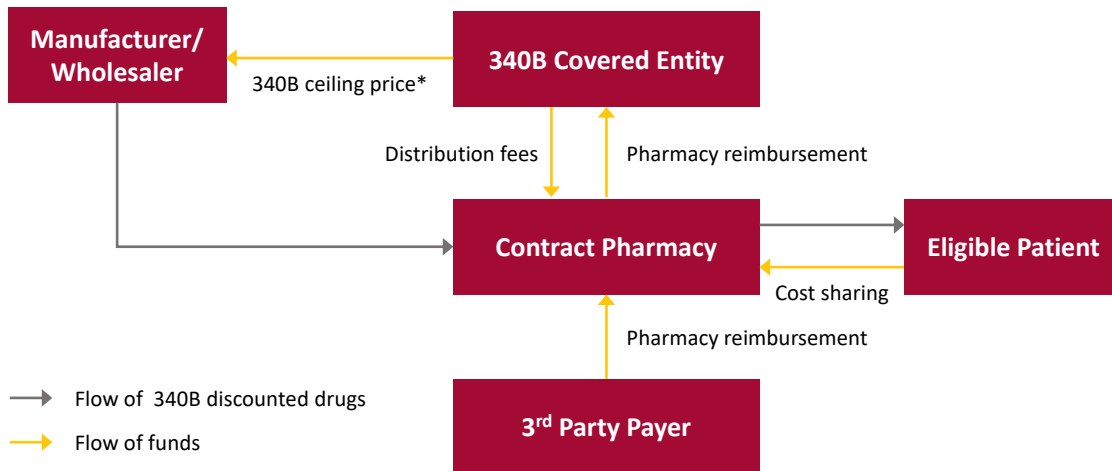 Manufacturer/
Wholesaler
340B ceiling price*
340B Covered Entity
Distribution fees
Pharmacy reimbursement
Contract Pharmacy
Eligible Patient
Cost sharing
Pharmacy reimbursement
3rd Party Payer
Flow of 340B discounted drugs
Flow of funds